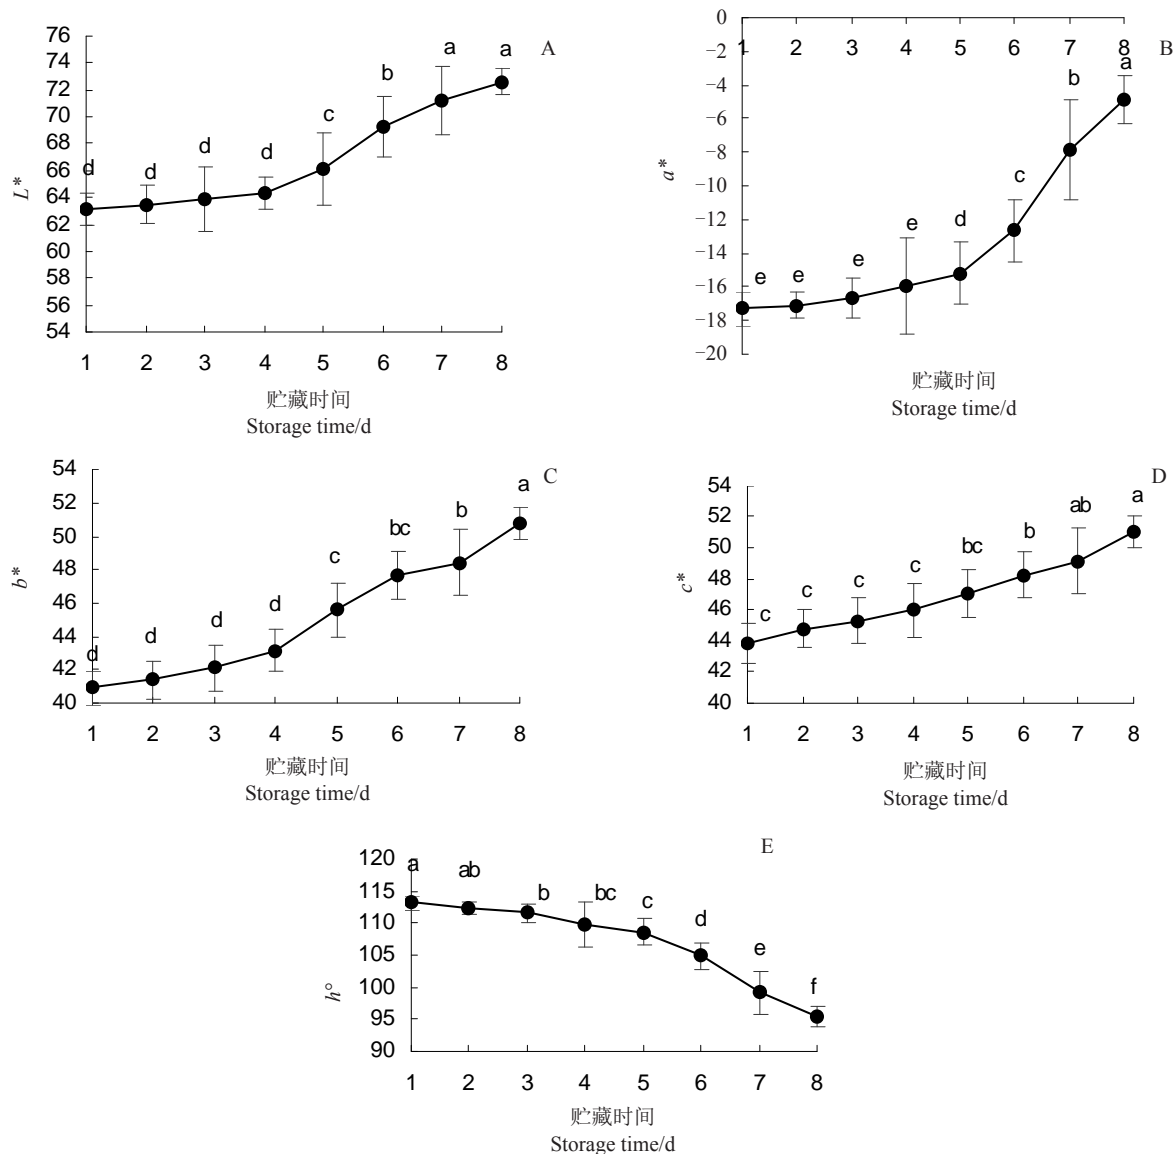 A
76
74
72
70
68
66
64
62
60
58
56
54
L*
d d d d c b a a
1 2 3 4 5 6 7 8
贮藏时间
Storage time/d
B
0
−2
−4
−6
−8
−10
−12
−14
−16
−18
−20
a*
1 2 3 4 5 6 7 8
e e e e d c b a
贮藏时间
Storage time/d
C
54
52
50
48
46
44
42
40
b*
d d d d c bc b a
1 2 3 4 5 6 7 8
贮藏时间
Storage time/d
D
54
52
50
48
46
44
42
40
c*
c c c c bc b ab a
1 2 3 4 5 6 7 8
贮藏时间
Storage time/d
E
120
115
110
105
100
95
90
h°
a ab b bc c d e f
1 2 3 4 5 6 7 8
贮藏时间
Storage time/d